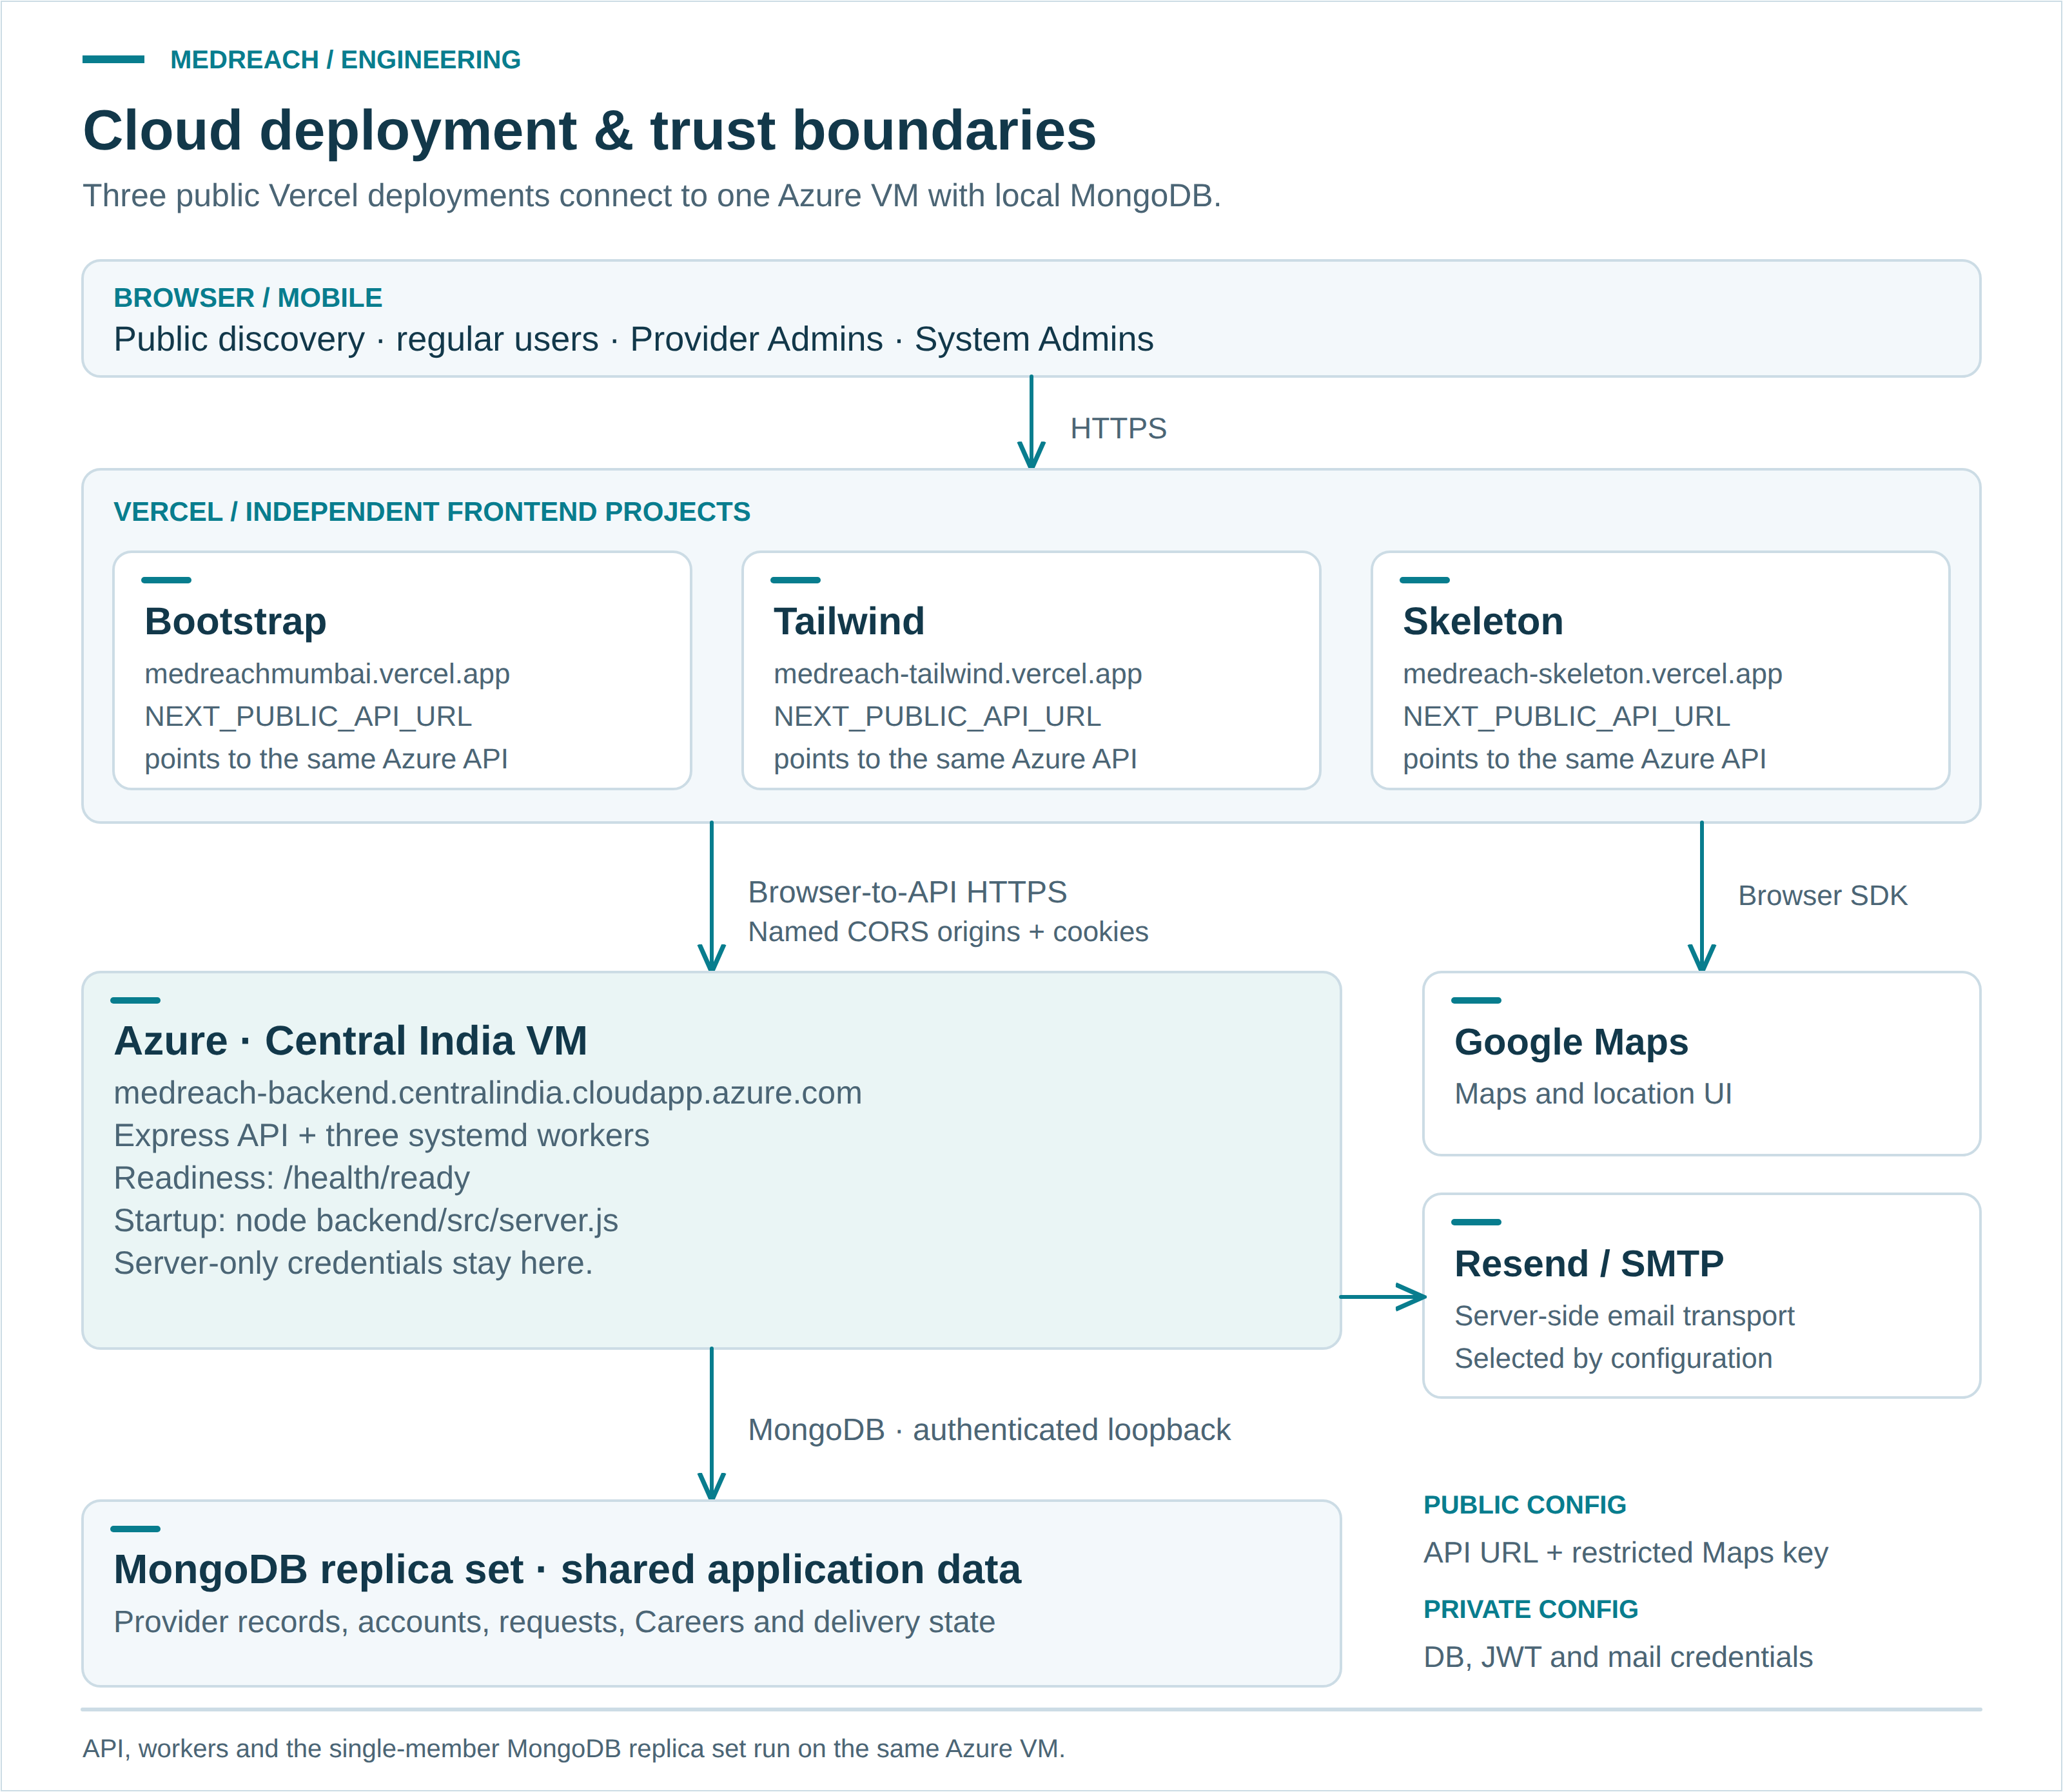 MEDREACH / ENGINEERING
Cloud deployment & trust boundaries
Three public Vercel deployments connect to one Azure VM with local MongoDB.
BROWSER / MOBILE
Public discovery · regular users · Provider Admins · System Admins
HTTPS
VERCEL / INDEPENDENT FRONTEND PROJECTS
Bootstrap
medreachmumbai.vercel.app
NEXT_PUBLIC_API_URL
points to the same Azure API
Tailwind
medreach-tailwind.vercel.app
NEXT_PUBLIC_API_URL
points to the same Azure API
Skeleton
medreach-skeleton.vercel.app
NEXT_PUBLIC_API_URL
points to the same Azure API
Browser-to-API HTTPS
Named CORS origins + cookies
Browser SDK
Azure · Central India VM
medreach-backend.centralindia.cloudapp.azure.com
Express API + three systemd workers
Readiness: /health/ready
Startup: node backend/src/server.js
Server-only credentials stay here.
Google Maps
Maps and location UI
Resend / SMTP
Server-side email transport
Selected by configuration
MongoDB · authenticated loopback
MongoDB replica set · shared application data
Provider records, accounts, requests, Careers and delivery state
PUBLIC CONFIG
API URL + restricted Maps key
PRIVATE CONFIG
DB, JWT and mail credentials
API, workers and the single-member MongoDB replica set run on the same Azure VM.